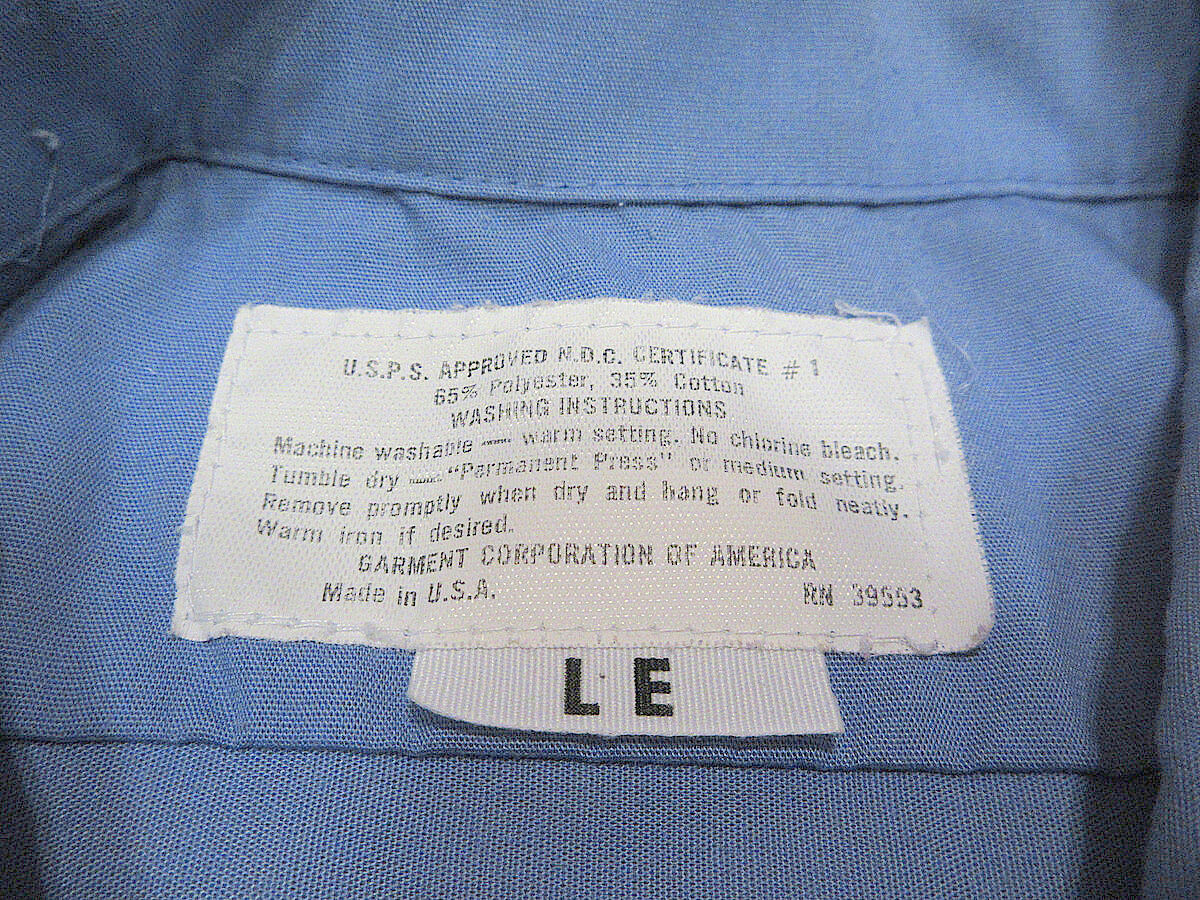 U.S.P.S. APPROVED N.D.C. CERTIFICATE # 1
65% Polyester, 35% Cotton
WASHING INSTRUCTIONS
Machine washable — warm setting. No chlorine bleach.
Tumble dry — "Permanent Press" or medium setting.
Remove promptly when dry and hang or fold neatly.
Warm iron if desired.
GARMENT CORPORATION OF AMERICA
Made in U.S.A. RN 39553
L E